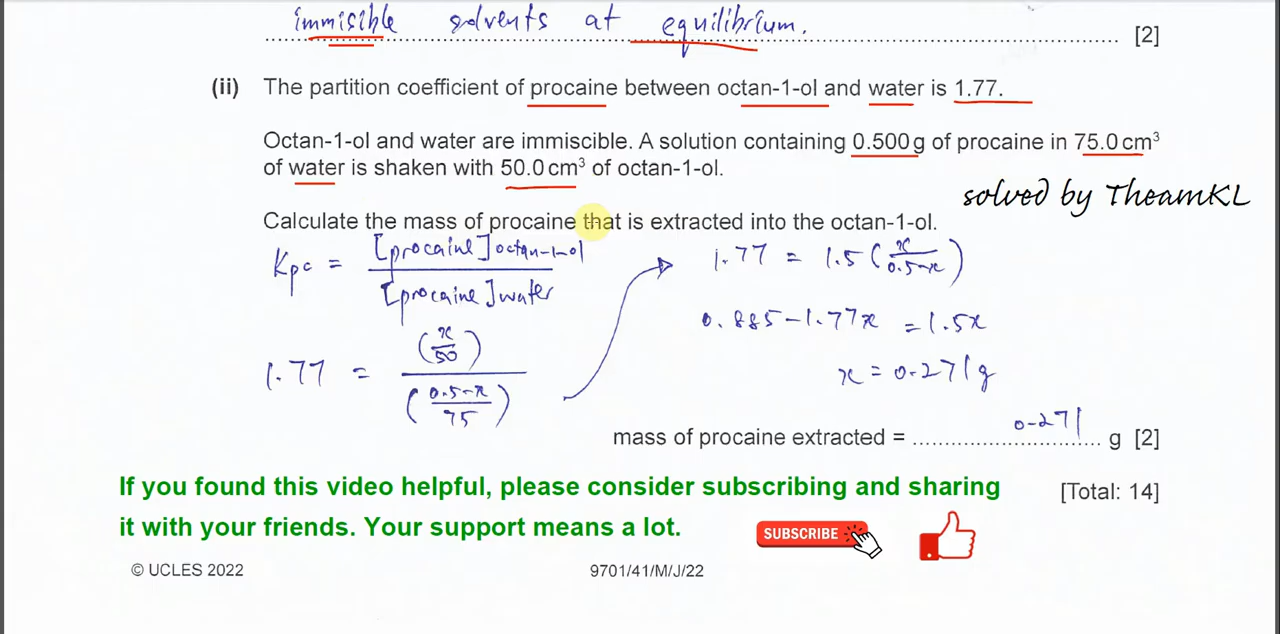 immisible solvents at equilibrium.
[2]
(ii) The partition coefficient of procaine between octan-1-ol and water is 1.77.
Octan-1-ol and water are immiscible. A solution containing 0.500 g of procaine in 75.0 cm³
of water is shaken with 50.0 cm³ of octan-1-ol.
solved by TheamKL
Calculate the mass of procaine that is extracted into the octan-1-ol.
Kpc = [procaine]octan-1-ol / [procaine]water
1.77 = (x/50) / (0.5-x/75)
1.77 = 1.5(x/0.5-x)
0.885-1.77x = 1.5x
x = 0.271g
mass of procaine extracted = 0.271 g [2]
If you found this video helpful, please consider subscribing and sharing
it with your friends. Your support means a lot.
[Total: 14]
SUBSCRIBE
© UCLES 2022
9701/41/M/J/22